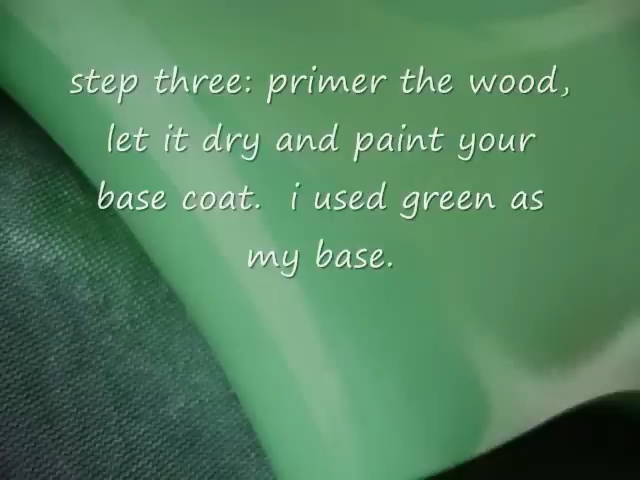 step three: primer the wood,
let it dry and paint your
base coat.  i used green as
my base.